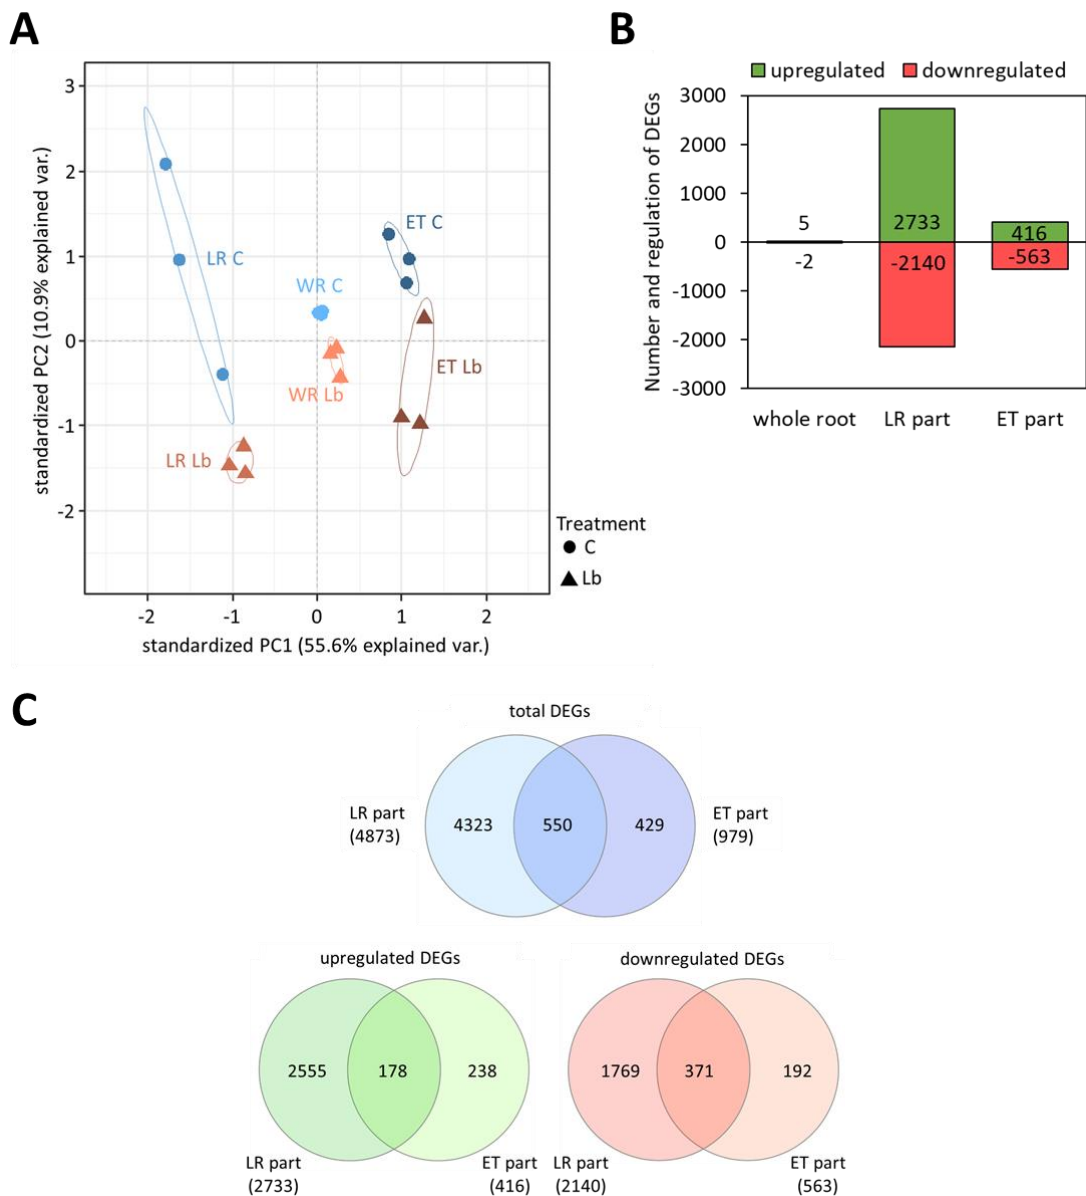 A
standardized PC2 (10.9% explained var.)
3
2
1
0
-1
-2
LR C
ET C
WR C
ET Lb
WR Lb
LR Lb
-2
-1
0
1
2
standardized PC1 (55.6% explained var.)
Treatment
C
Lb
B
upregulated
downregulated
Number and regulation of DEGs
3000
2000
1000
0
-1000
-2000
-3000
5
-2
2733
-2140
416
-563
whole root
LR part
ET part
C
total DEGs
LR part
(4873)
4323
550
429
ET part
(979)
upregulated DEGs
2555
178
238
LR part
(2733)
ET part
(416)
downregulated DEGs
1769
371
192
LR part
(2140)
ET part
(563)